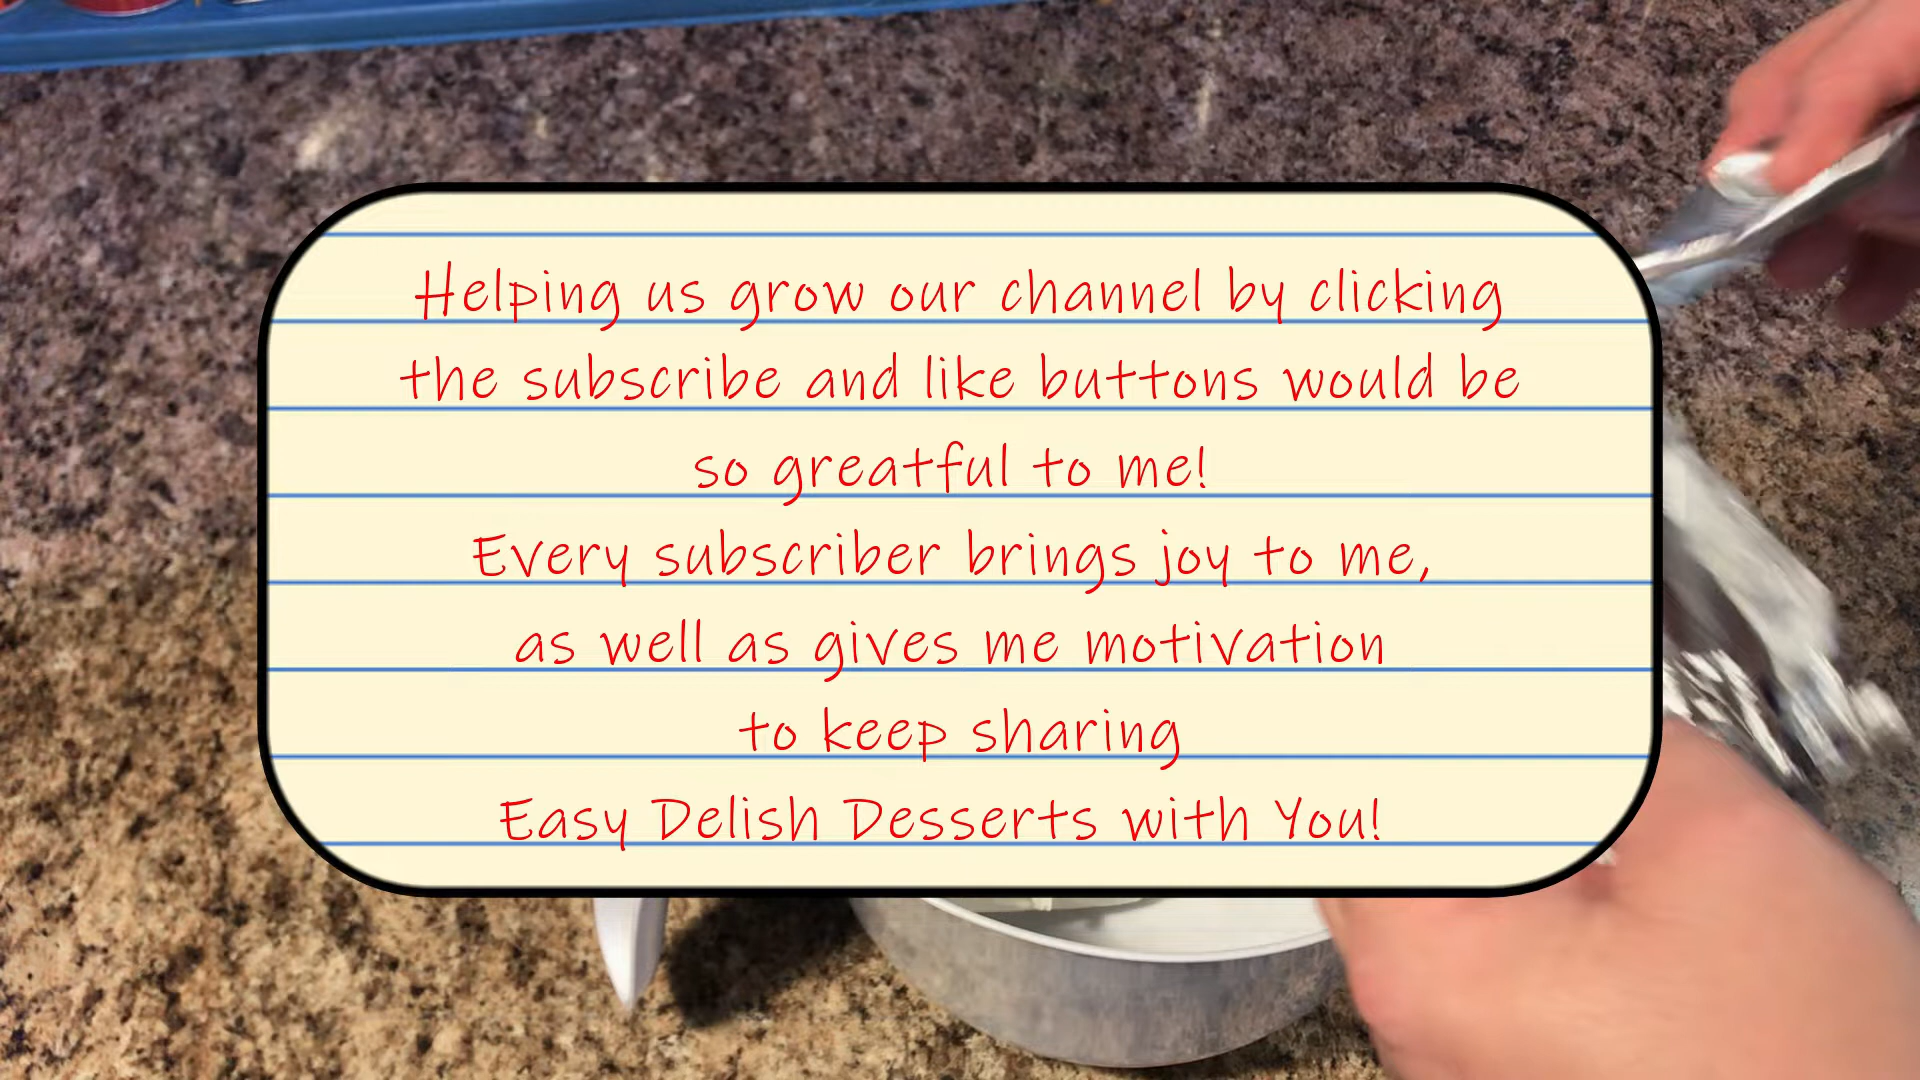 Helping us grow our channel by clicking
the subscribe and like buttons would be
so greatful to me!
Every subscriber brings joy to me,
as well as gives me motivation
to keep sharing
Easy Delish Desserts with You!